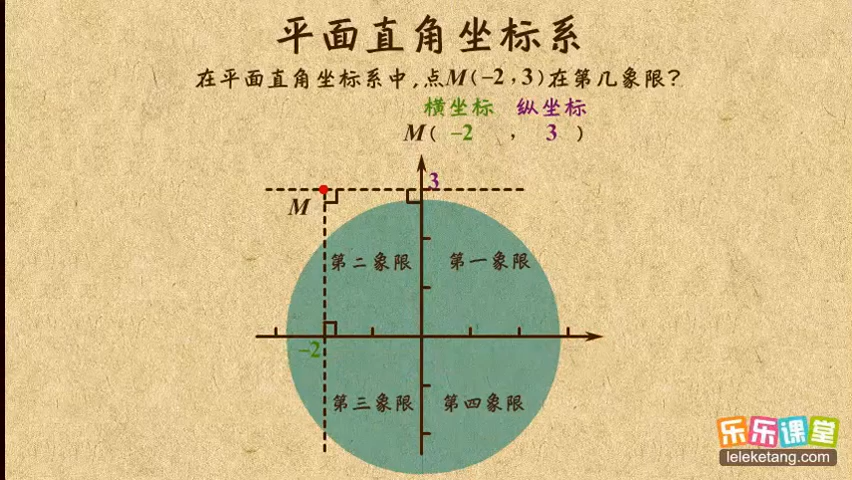 平面直角坐标系
在平面直角坐标系中,点M(-2,3)在第几象限?
横坐标 纵坐标
M( -2 , 3 )
3
M
第二象限 第一象限
-2
第三象限 第四象限
乐乐课堂
leleketang.com